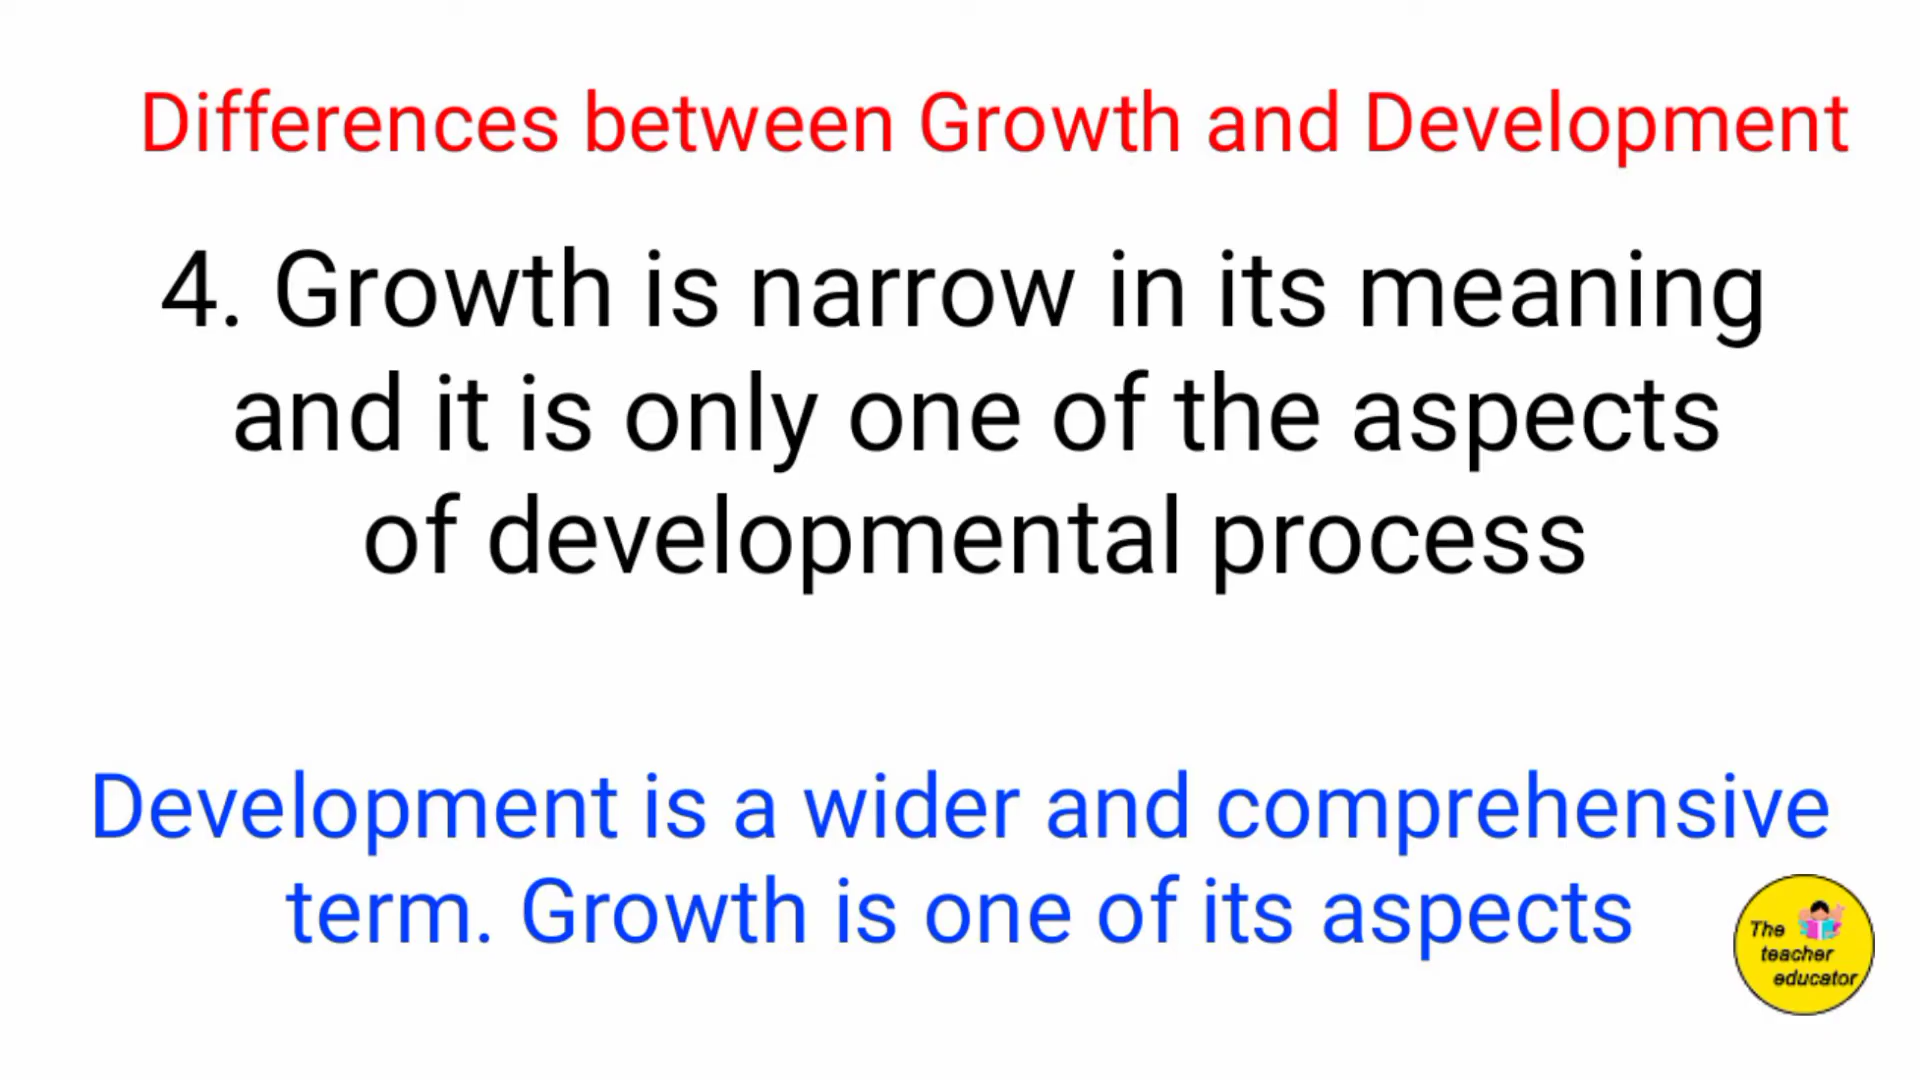 Differences between Growth and Development
4. Growth is narrow in its meaning
and it is only one of the aspects
of developmental process
Development is a wider and comprehensive
term. Growth is one of its aspects
The
teacher
educator